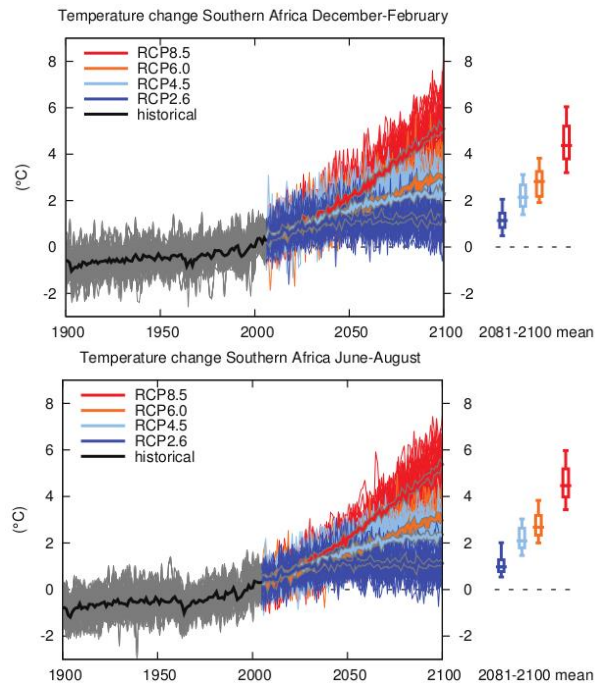 Temperature change Southern Africa December-February
RCP8.5
RCP6.0
RCP4.5
RCP2.6
historical
(°C)
8
6
4
2
0
-2
8
6
4
2
0
-2
1900
1950
2000
2050
2100
2081-2100 mean
Temperature change Southern Africa June-August
RCP8.5
RCP6.0
RCP4.5
RCP2.6
historical
(°C)
8
6
4
2
0
-2
8
6
4
2
0
-2
1900
1950
2000
2050
2100
2081-2100 mean